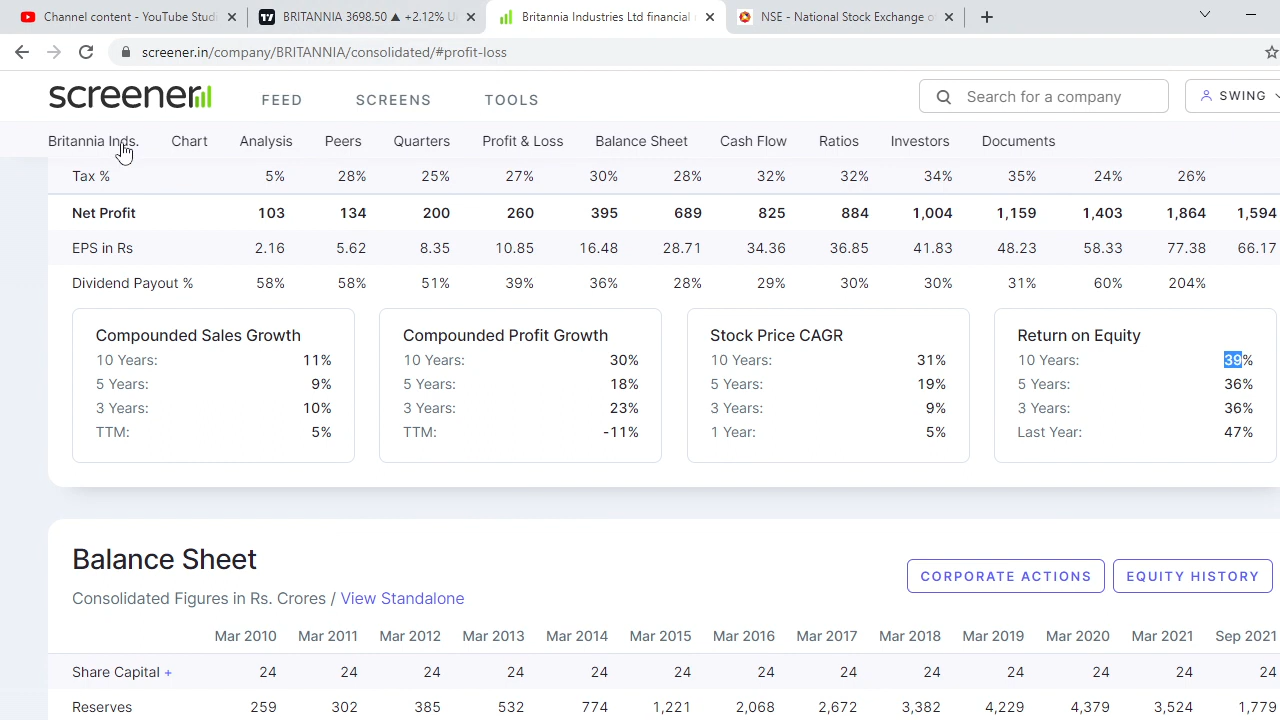 Channel content - YouTube Studi
BRITANNIA 3698.50 ▲ +2.12% U
Britannia Industries Ltd financial
NSE - National Stock Exchange o
screener.in/company/BRITANNIA/consolidated/#profit-loss
screener
FEED
SCREENS
TOOLS
Search for a company
SWING
Britannia Inds. Chart Analysis Peers Quarters Profit & Loss Balance Sheet Cash Flow Ratios Investors Documents
Tax % 5% 28% 25% 27% 30% 28% 32% 32% 34% 35% 24% 26%
Net Profit 103 134 200 260 395 689 825 884 1,004 1,159 1,403 1,864 1,594
EPS in Rs 2.16 5.62 8.35 10.85 16.48 28.71 34.36 36.85 41.83 48.23 58.33 77.38 66.17
Dividend Payout % 58% 58% 51% 39% 36% 28% 29% 30% 30% 31% 60% 204%
Compounded Sales Growth
10 Years: 11%
5 Years: 9%
3 Years: 10%
TTM: 5%
Compounded Profit Growth
10 Years: 30%
5 Years: 18%
3 Years: 23%
TTM: -11%
Stock Price CAGR
10 Years: 31%
5 Years: 19%
3 Years: 9%
1 Year: 5%
Return on Equity
10 Years: 39%
5 Years: 36%
3 Years: 36%
Last Year: 47%
Balance Sheet
CORPORATE ACTIONS
EQUITY HISTORY
Consolidated Figures in Rs. Crores / View Standalone
Mar 2010 Mar 2011 Mar 2012 Mar 2013 Mar 2014 Mar 2015 Mar 2016 Mar 2017 Mar 2018 Mar 2019 Mar 2020 Mar 2021 Sep 2021
Share Capital + 24 24 24 24 24 24 24 24 24 24 24 24 24
Reserves 259 302 385 532 774 1,221 2,068 2,672 3,382 4,229 4,379 3,524 1,779